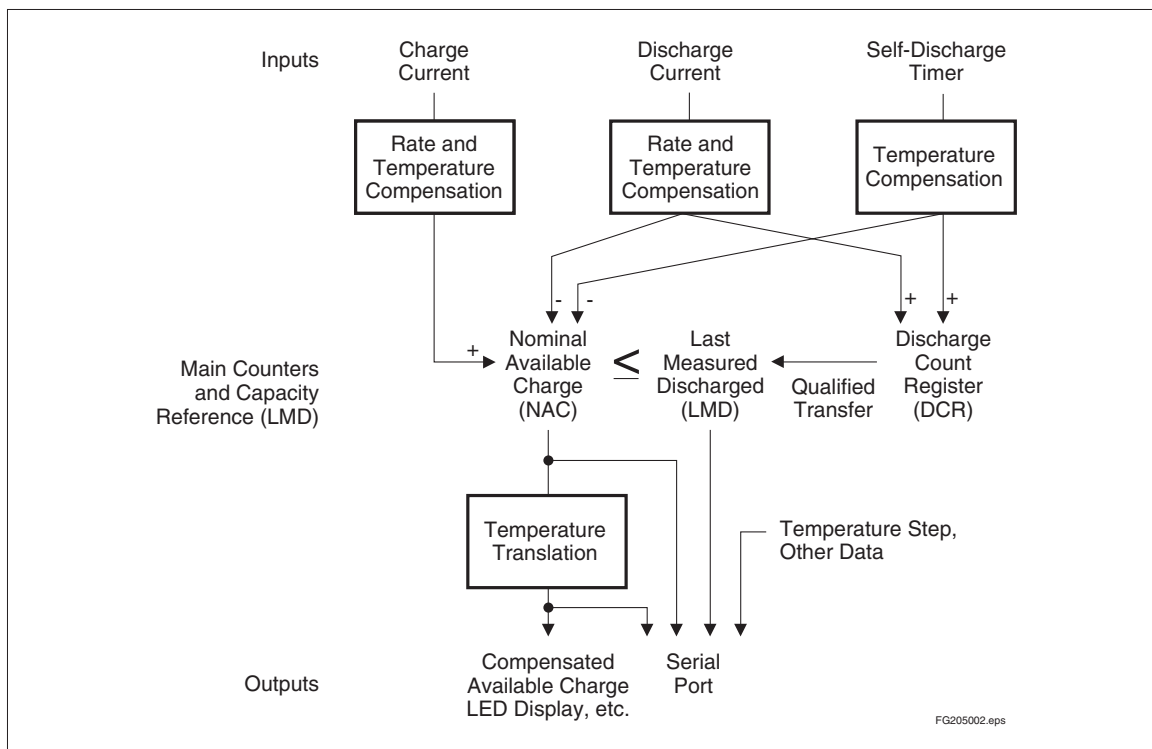 Inputs
Charge
Current
Discharge
Current
Self-Discharge
Timer
Rate and
Temperature
Compensation
Rate and
Temperature
Compensation
Temperature
Compensation
- - + +
+
Main Counters
and Capacity
Reference (LMD)
Nominal
Available
Charge
(NAC)
≤
Last
Measured
Discharged
(LMD)
Qualified
Transfer
Discharge
Count
Register
(DCR)
Temperature
Translation
Temperature Step,
Other Data
Outputs
Compensated
Available Charge
LED Display, etc.
Serial
Port
FG205002.eps